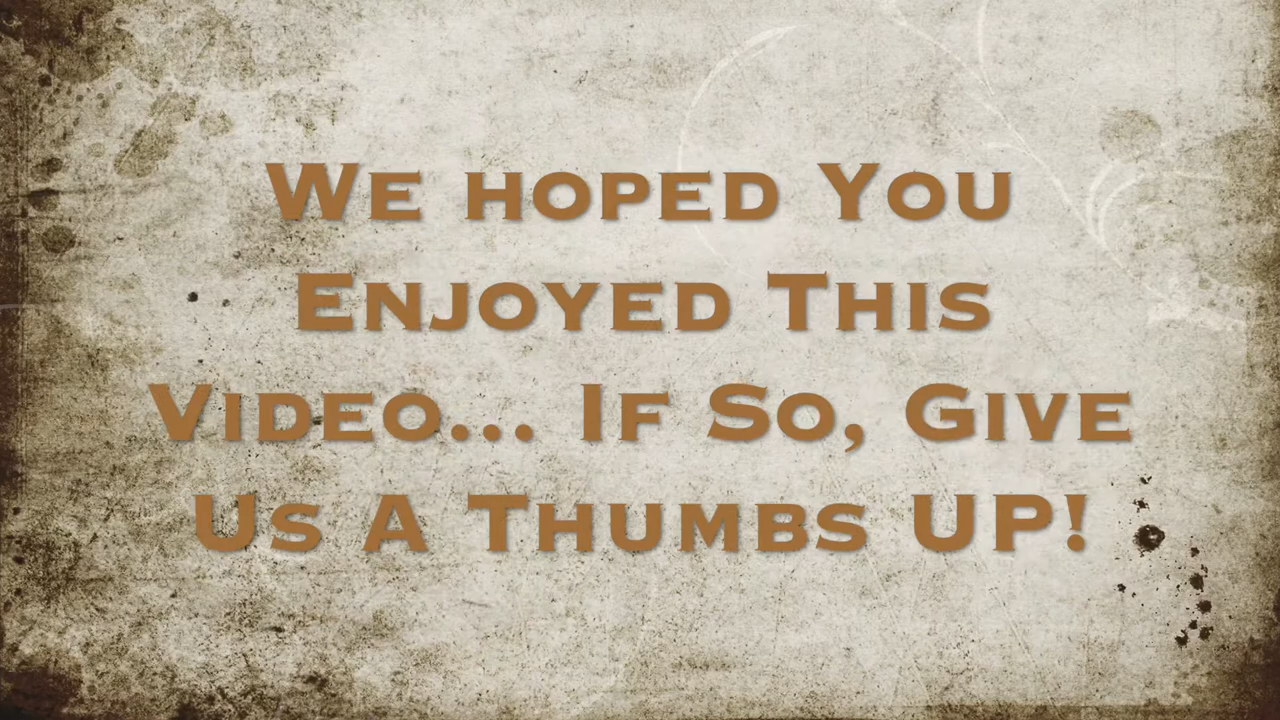 We hoped You
Enjoyed This
Video... If So, Give
Us A Thumbs UP!